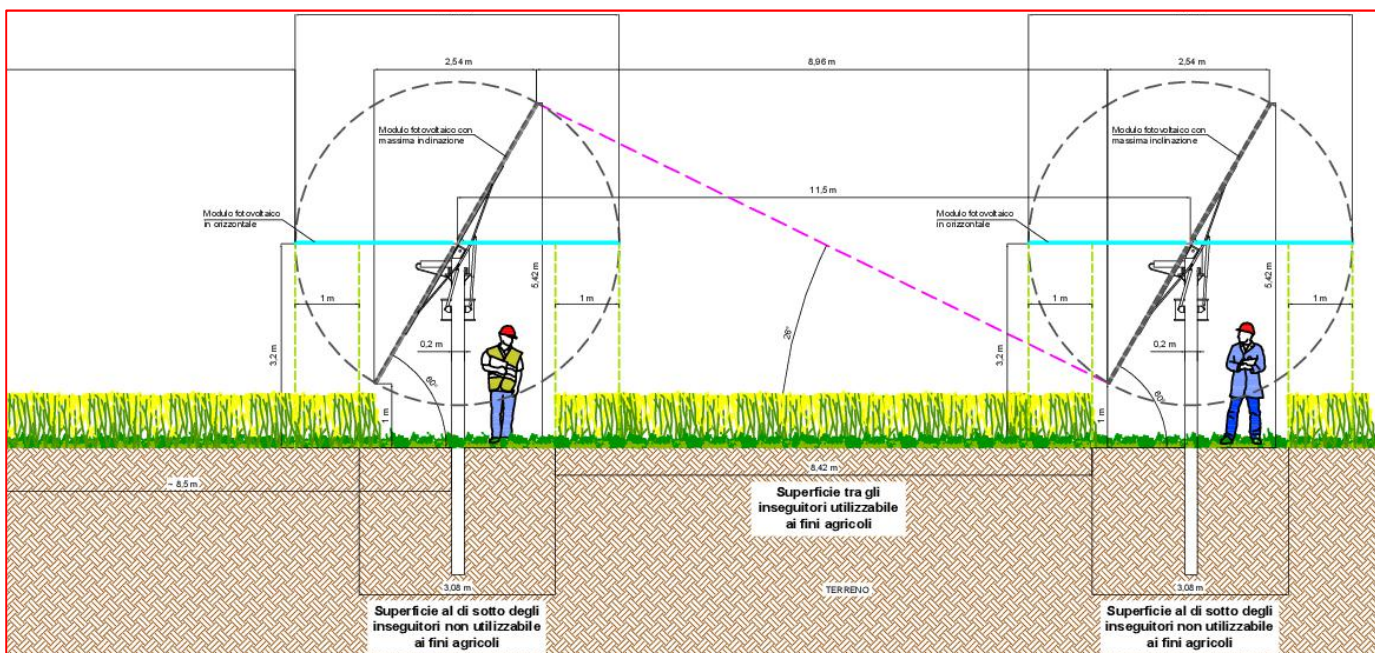 2,54 m
8,96 m
2,54 m
Modulo fotovoltaico con
massima inclinazione
Modulo fotovoltaico con
massima inclinazione
11,5 m
Modulo fotovoltaico
in orizzontale
Modulo fotovoltaico
in orizzontale
5,42 m
5,42 m
1 m
1 m
1 m
1 m
3,2 m
0,2 m
26°
3,2 m
0,2 m
60°
60°
1 m
1 m
8,42 m
~ 8,5 m
Superficie tra gli
inseguitori utilizzabile
ai fini agricoli
3,08 m
TERRENO
3,08 m
Superficie al di sotto degli
inseguitori non utilizzabile
ai fini agricoli
Superficie al di sotto degli
inseguitori non utilizzabile
ai fini agricoli